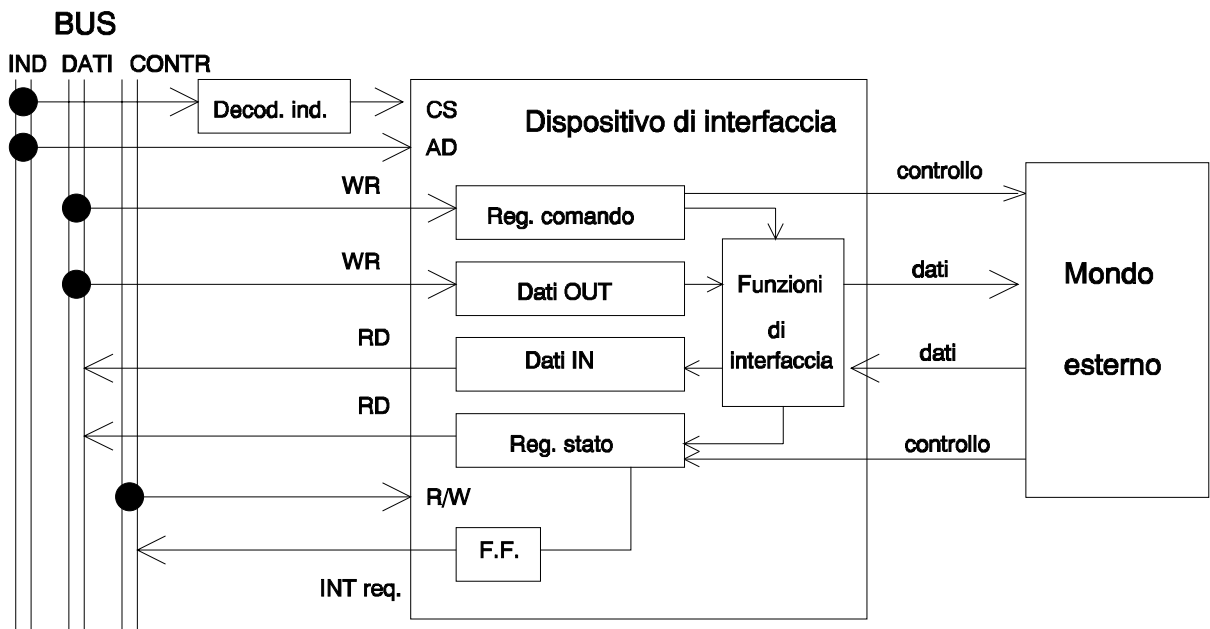 BUS
IND DATI CONTR
Decod. ind.
CS
Dispositivo di interfaccia
AD
WR
Reg. comando
controllo
WR
Dati OUT
Funzioni
di
interfaccia
dati
Mondo
esterno
RD
Dati IN
dati
RD
Reg. stato
controllo
R/W
F.F.
INT req.